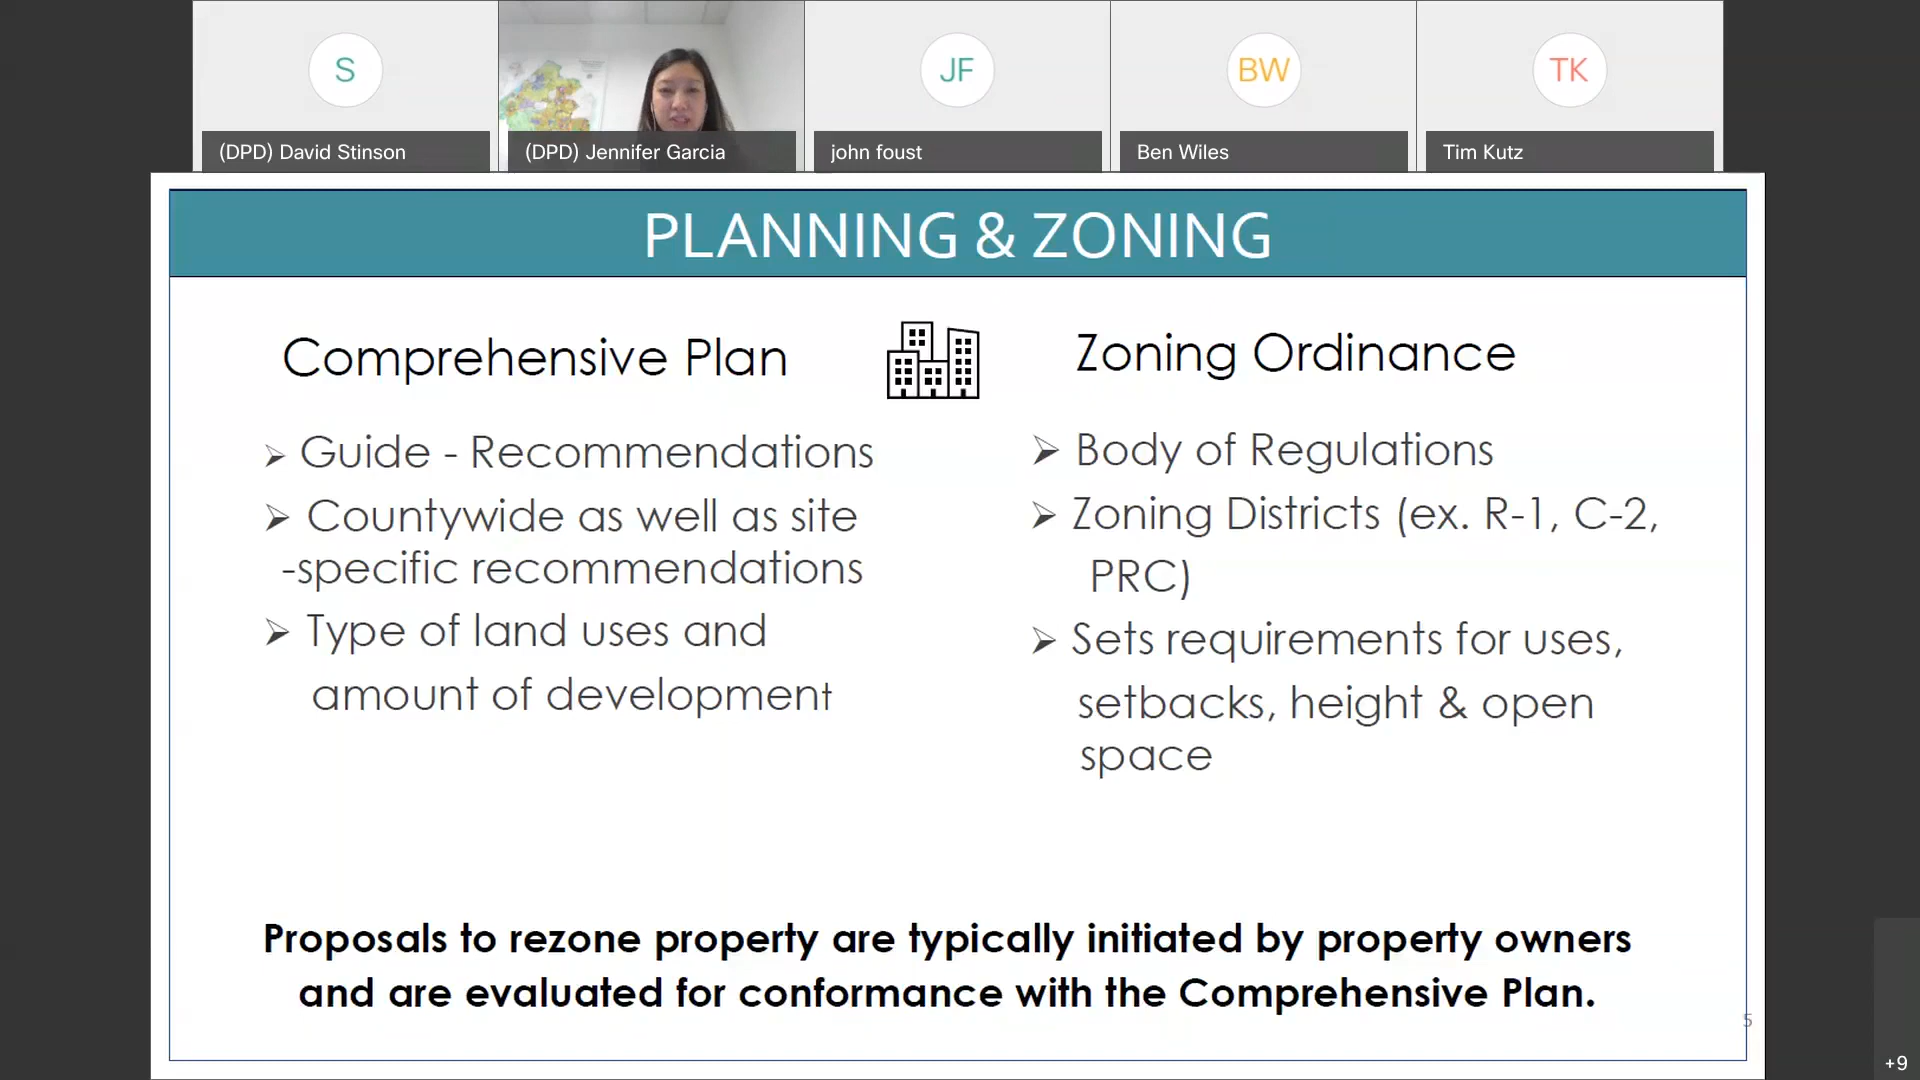 S
JF
BW
TK
(DPD) David Stinson
(DPD) Jennifer Garcia
john foust
Ben Wiles
Tim Kutz
PLANNING & ZONING
Comprehensive Plan
Guide - Recommendations
Countywide as well as site
-specific recommendations
Type of land uses and
amount of development
Zoning Ordinance
Body of Regulations
Zoning Districts (ex. R-1, C-2,
PRC)
Sets requirements for uses,
setbacks, height & open
space
Proposals to rezone property are typically initiated by property owners
and are evaluated for conformance with the Comprehensive Plan.
5
+9